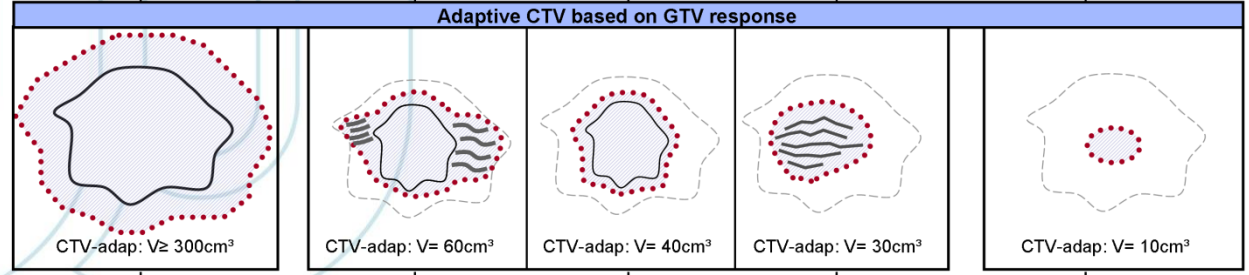 Adaptive CTV based on GTV response
CTV-adap: V≥ 300cm³
CTV-adap: V= 60cm³
CTV-adap: V= 40cm³
CTV-adap: V= 30cm³
CTV-adap: V= 10cm³